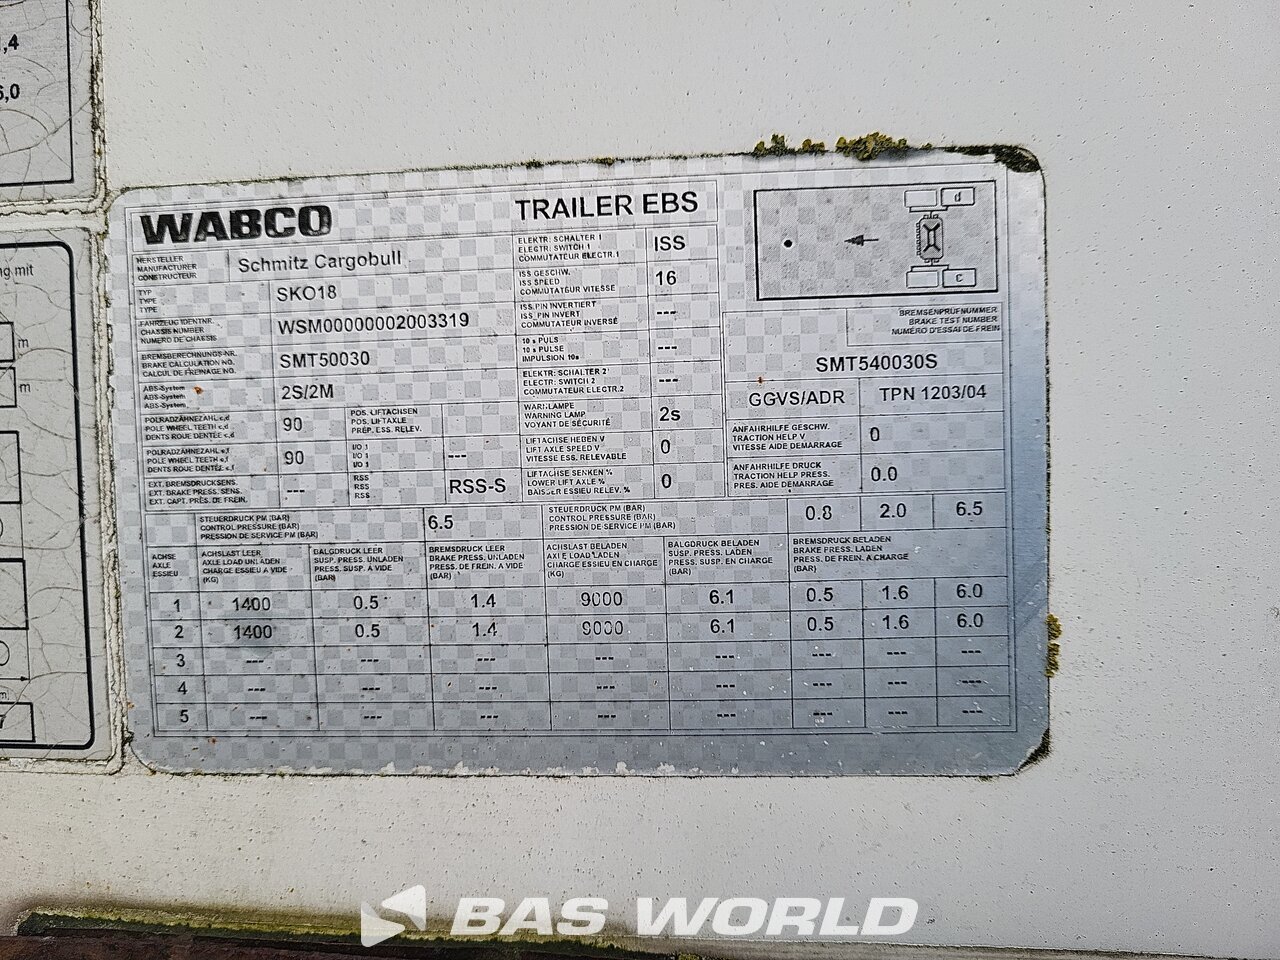 ,4
6,0
ng mit
m
m
m
WABCO
TRAILER EBS
HERSTELLER
MANUFACTURER
CONSTRUCTEUR
Schmitz Cargobull
TYP
TYPE
TYPE
SKO18
FAHRZEUG IDENTNR.
CHASSIS NUMBER
NUMERO DE CHASSIS
WSM00000002003319
BREMSBERECHNUNGS-NR.
BRAKE CALCULATION NO.
CALCUL DE FREINAGE NO.
SMT50030
ABS-System
ABS-System
ABS-System
2S/2M
POLRADZÄHNEZAHL c,d
POLE WHEEL TEETH c,d
DENTS ROUE DENTÉE c,d
90
POS. LIFTACHSEN
POS. LIFTAXLE
PRÉP. ESS. RELEV.
POLRADZÄHNEZAHL e,f
POLE WHEEL TEETH e,f
DENTS ROUE DENTÉE e,f
90
I/O 1
I/O 1
I/O 1
---
EXT. BREMSDRUCKSENS.
EXT. BRAKE PRESS. SENS.
EXT. CAPT. PRÈS. DE FREIN.
---
RSS
RSS
RSS
RSS-S
ELEKTR: SCHALTER 1
ELECTR: SWITCH 1
COMMUTATEUR ELECTR.1
ISS
ISS GESCHW.
ISS SPEED
COMMUTATEUR VITESSE
16
ISS. PIN INVERTIERT
ISS_PIN INVERT
COMMUTATEUR INVERSÉ
---
10 s PULS
10 s PULSE
IMPULSION 10s
---
ELEKTR: SCHALTER 2
ELECTR: SWITCH 2
COMMUTATEUR ELECTR.2
---
WARNLAMPE
WARNING LAMP
VOYANT DE SÉCURITÉ
2s
LIFTACHSE HEBEN V
LIFT AXLE SPEED V
VITESSE ESS. RELEVABLE
0
LIFTACHSE SENKEN %
LOWER LIFT AXLE %
BAISSER ESSIEU RELEV. %
0
d
c
BREMSENPRÜFNUMMER
BRAKE TEST NUMBER
NUMÉRO D'ESSAI DE FREIN
SMT540030S
GGVS/ADR
TPN 1203/04
ANFAHRHILFE GESCHW.
TRACTION HELP V
VITESSE AIDE DEMARRAGE
0
ANFAHRHILFE DRUCK
TRACTION HELP PRESS.
PRES. AIDE DEMARRAGE
0.0
STEUERDRUCK PM (BAR)
CONTROL PRESSURE (BAR)
PRESSION DE SERVICE PM (BAR)
6.5
STEUERDRUCK PM (BAR)
CONTROL PRESSURE (BAR)
PRESSION DE SERVICE PM (BAR)
0.8 2.0 6.5
ACHSE
AXLE
ESSIEU
ACHSLAST LEER
AXLE LOAD UNLADEN
CHARGE ESSIEU A VIDE
(KG)
BALGDRUCK LEER
SUSP. PRESS. UNLADEN
PRESS. SUSP. A VIDE
(BAR)
BREMSDRUCK LEER
BRAKE PRESS. UNLADEN
PRESS. DE FREIN. A VIDE
(BAR)
ACHSLAST BELADEN
AXLE LOAD LADEN
CHARGE ESSIEU EN CHARGE
(KG)
BALGDRUCK BELADEN
SUSP. PRESS. LADEN
SUSP. PRESS. EN CHARGE
(BAR)
BREMSDRUCK BELADEN
BRAKE PRESS. LADEN
PRESS. DE FREIN. A CHARGE
(BAR)
1 1400 0.5 1.4 9000 6.1 0.5 1.6 6.0
2 1400 0.5 1.4 9000 6.1 0.5 1.6 6.0
3 --- --- --- --- --- --- --- ---
4 --- --- --- --- --- --- --- ---
5 --- --- --- --- --- --- --- ---
BAS WORLD